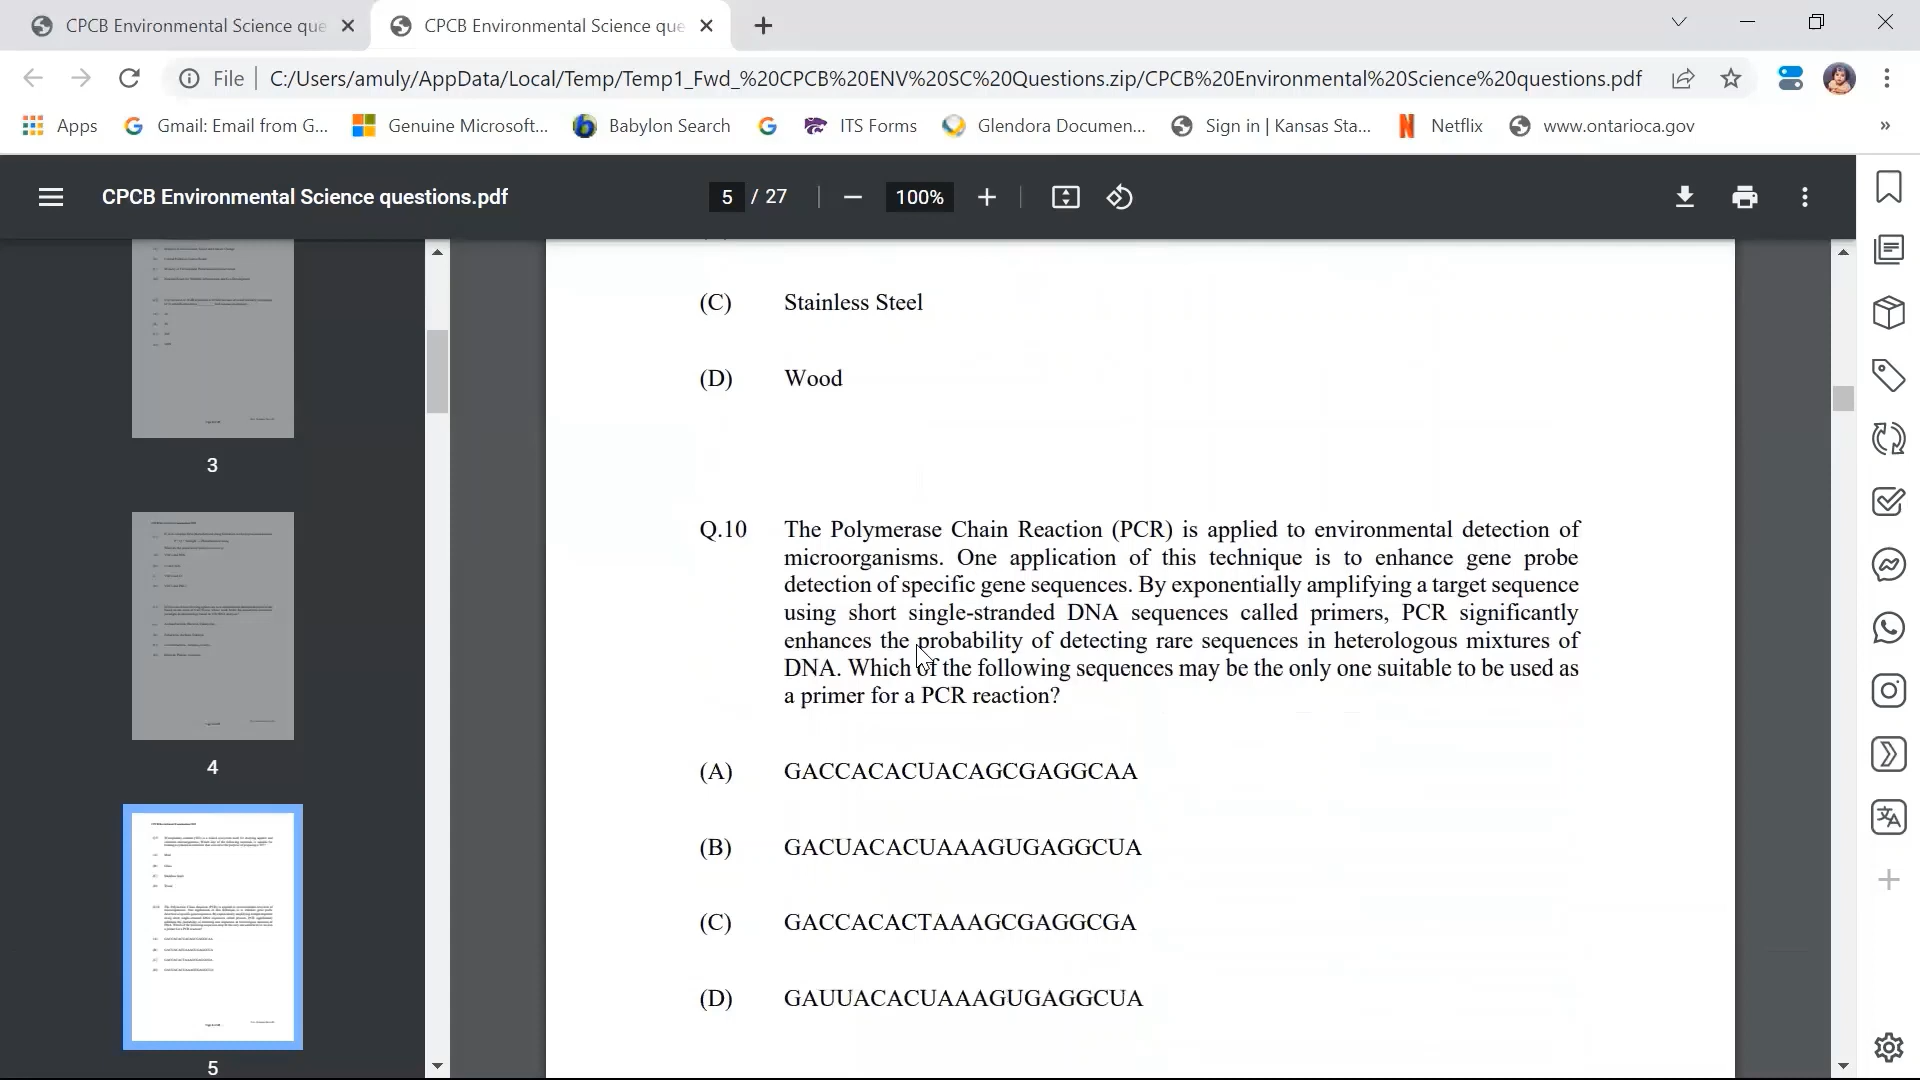 CPCB Environmental Science que
CPCB Environmental Science que
File
C:/Users/amuly/AppData/Local/Temp/Temp1_Fwd_%20CPCB%20ENV%20SC%20Questions.zip/CPCB%20Environmental%20Science%20questions.pdf
Apps
Gmail: Email from G...
Genuine Microsoft...
Babylon Search
ITS Forms
Glendora Documen...
Sign in | Kansas Sta...
Netflix
www.ontarioca.gov
»
CPCB Environmental Science questions.pdf
5 / 27
100%
3
4
5
(C) Stainless Steel
(D) Wood
Q.10 The Polymerase Chain Reaction (PCR) is applied to environmental detection of
microorganisms. One application of this technique is to enhance gene probe
detection of specific gene sequences. By exponentially amplifying a target sequence
using short single-stranded DNA sequences called primers, PCR significantly
enhances the probability of detecting rare sequences in heterologous mixtures of
DNA. Which of the following sequences may be the only one suitable to be used as
a primer for a PCR reaction?
(A) GACCACACUACAGCGAGGCAA
(B) GACUACACUAAAGUGAGGCUA
(C) GACCACACTAAAGCGAGGCGA
(D) GAUUACACUAAAGUGAGGCUA